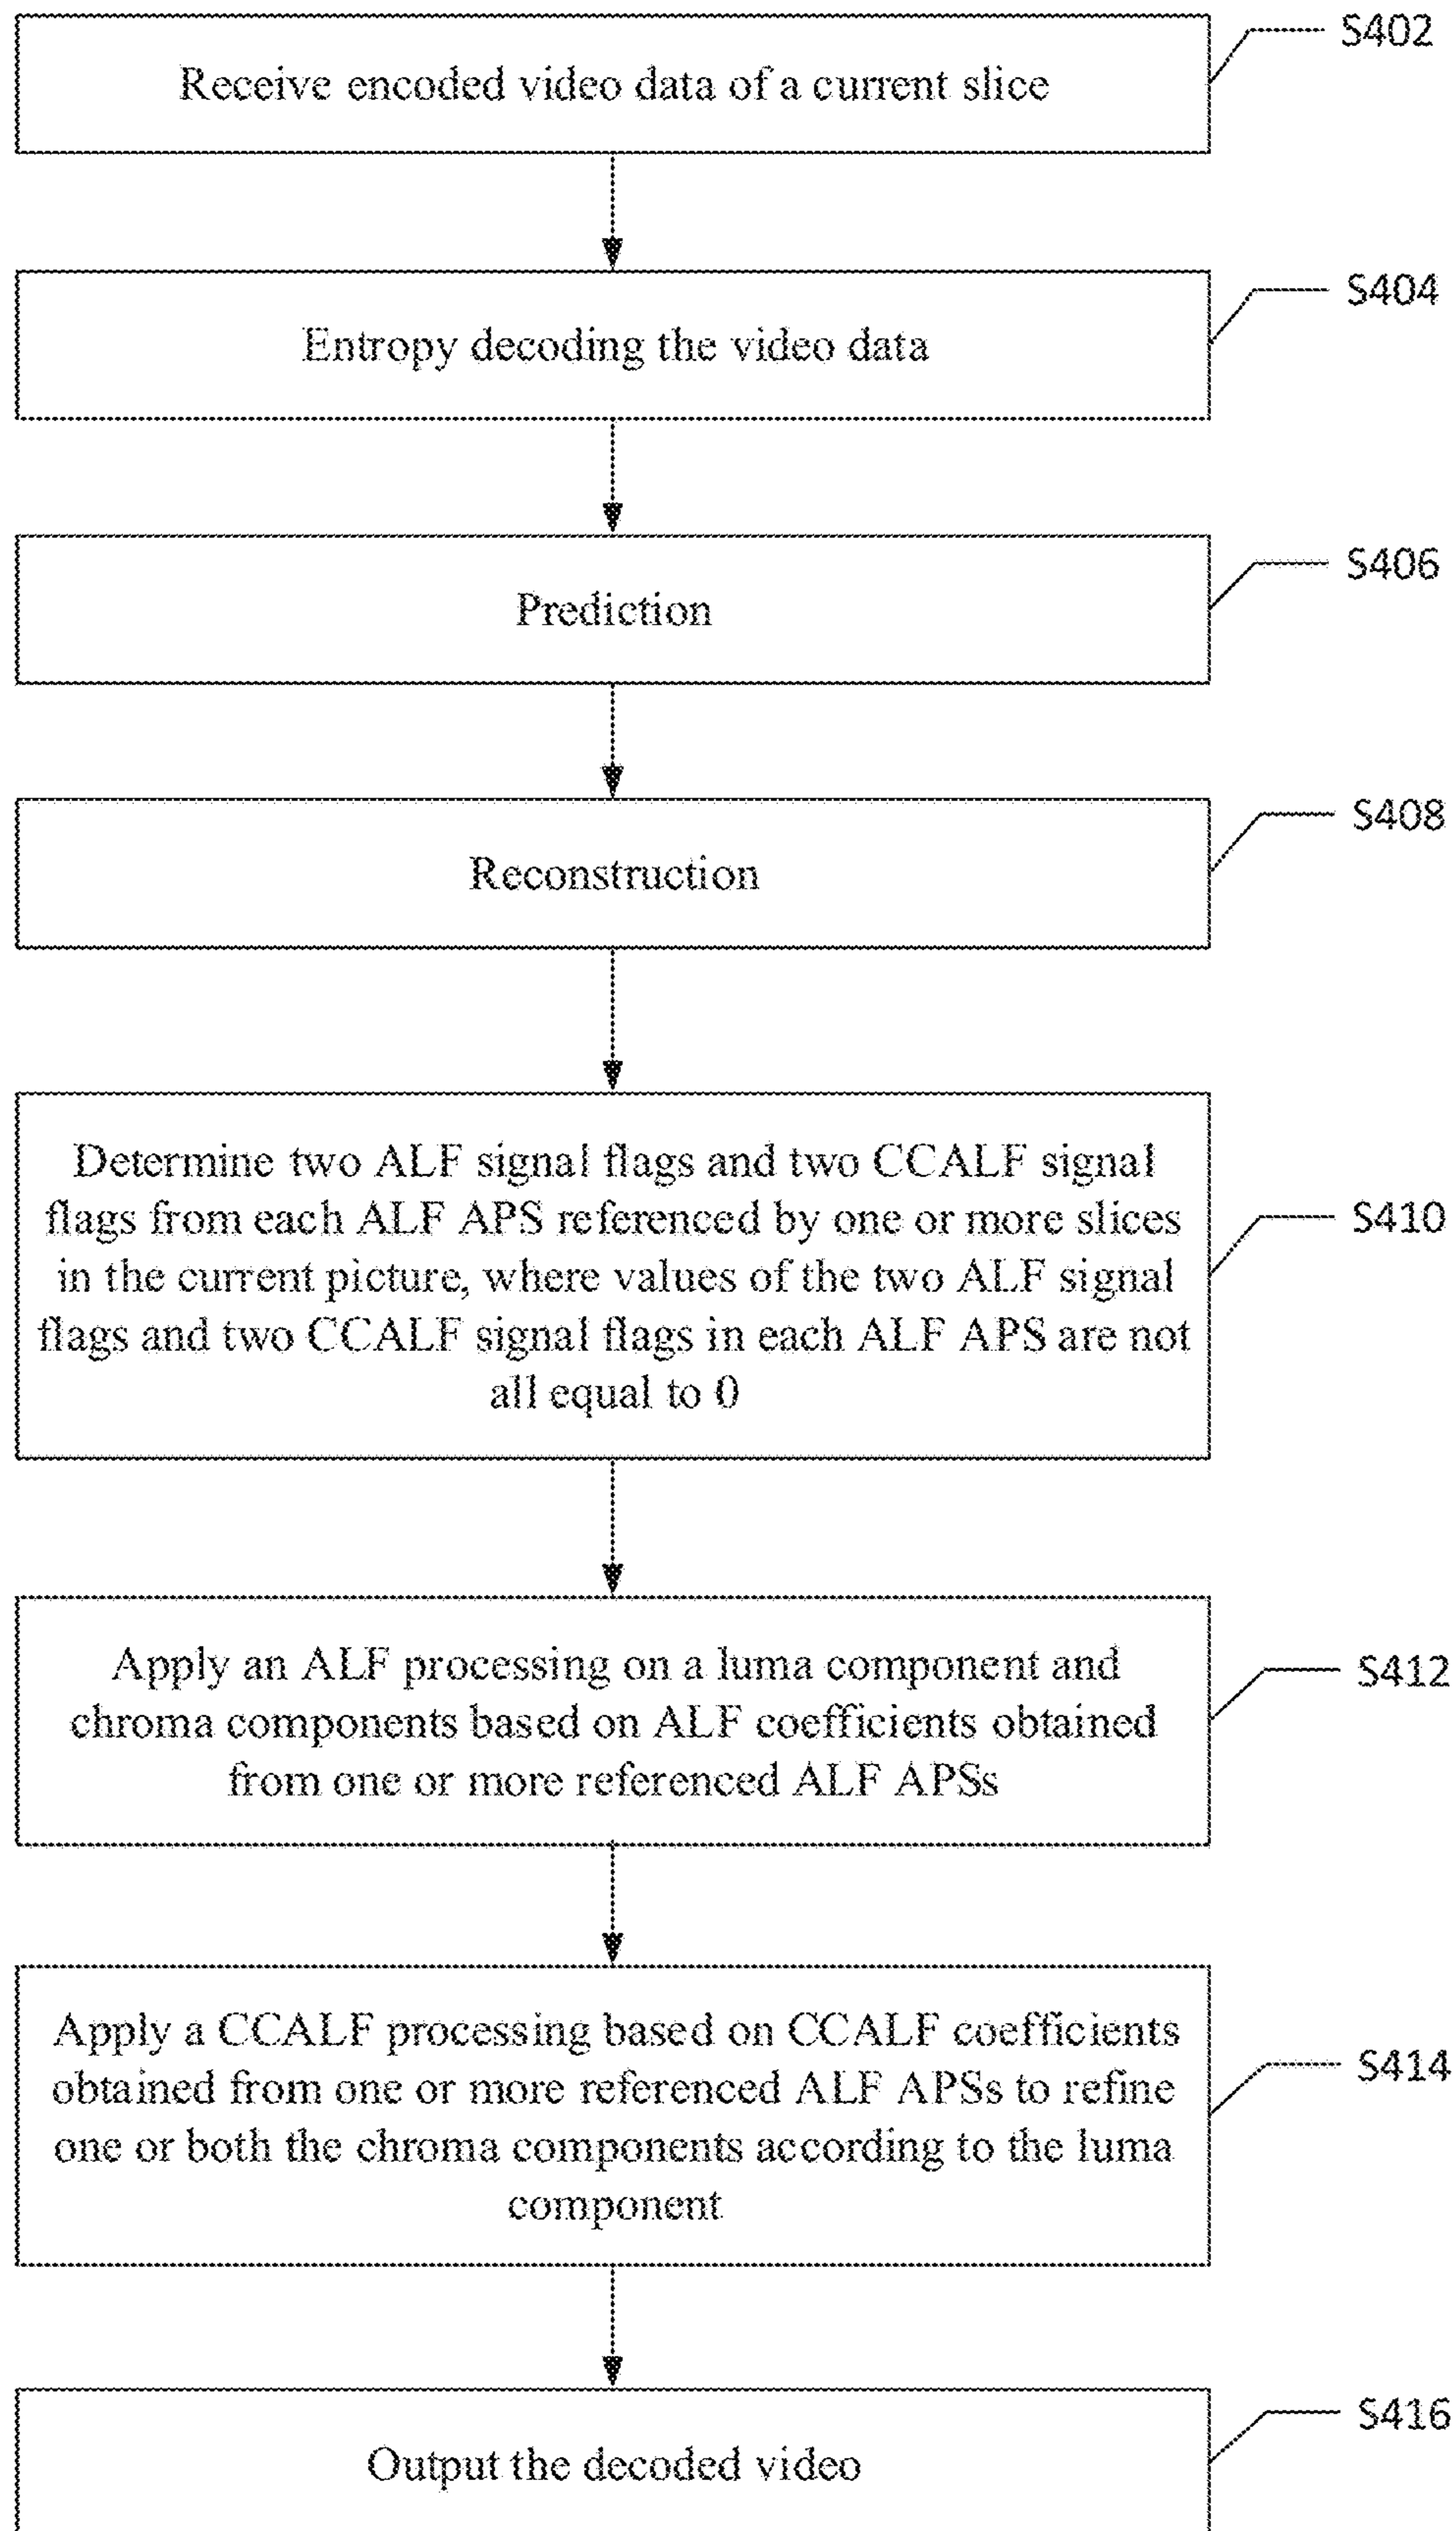 S402
Receive encoded video data of a current slice
S404
Entropy decoding the video data
S406
Prediction
S408
Reconstruction
Determine two ALF signal flags and two CCALF signal
flags from each ALF APS referenced by one or more slices
in the current picture, where values of the two ALF signal
flags and two CCALF signal flags in each ALF APS are not
all equal to 0
S410
Apply an ALF processing on a luma component and
chroma components based on ALF coefficients obtained
from one or more referenced ALF APSs
S412
Apply a CCALF processing based on CCALF coefficients
obtained from one or more referenced ALF APSs to refine
one or both the chroma components according to the luma
component
S414
Output the decoded video
S416